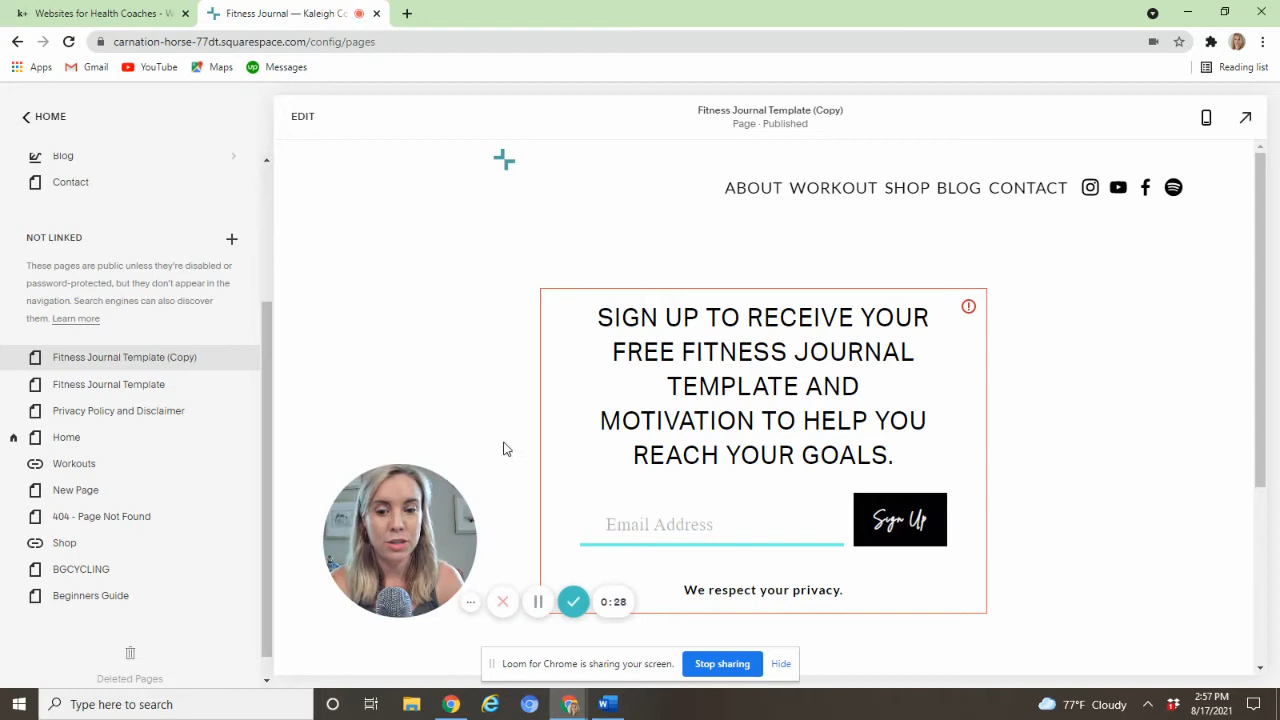 k+ Websites for Health Coaches - W
Fitness Journal — Kaleigh Cc
carnation-horse-77dt.squarespace.com/config/pages
Apps
Gmail
YouTube
Maps
up Messages
Reading list
HOME
Blog
Contact
NOT LINKED
These pages are public unless they're disabled or
password-protected, but they don't appear in the
navigation. Search engines can also discover
them. Learn more
Fitness Journal Template (Copy)
Fitness Journal Template
Privacy Policy and Disclaimer
Home
Workouts
New Page
404 - Page Not Found
Shop
BGCYCLING
Beginners Guide
Deleted Pages
EDIT
Fitness Journal Template (Copy)
Page · Published
ABOUT WORKOUT SHOP BLOG CONTACT
SIGN UP TO RECEIVE YOUR
FREE FITNESS JOURNAL
TEMPLATE AND
MOTIVATION TO HELP YOU
REACH YOUR GOALS.
Email Address
Sign Up
We respect your privacy.
0:28
Loom for Chrome is sharing your screen.
Stop sharing
Hide
Type here to search
77°F Cloudy
2:57 PM
8/17/2021